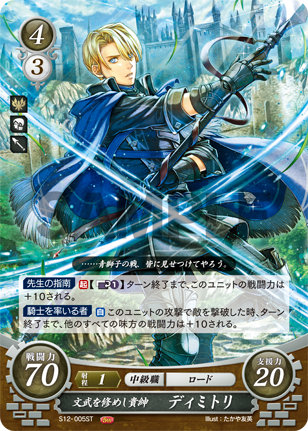 4
3
……青獅子の戦、皆に見せつけてやろう。
先生の指南 起 【1】 ターン終了まで、このユニットの戦闘力は
+10される。
騎士を率いる者 自 このユニットの攻撃で敵を撃破した時、ターン
終了まで、他のすべての味方の戦闘力は+10される。
戦闘力
70
射程 1 中級職 ロード
支援力
20
文武を修めし貴紳 ディミトリ
S12-005ST
Illust:たかや友英